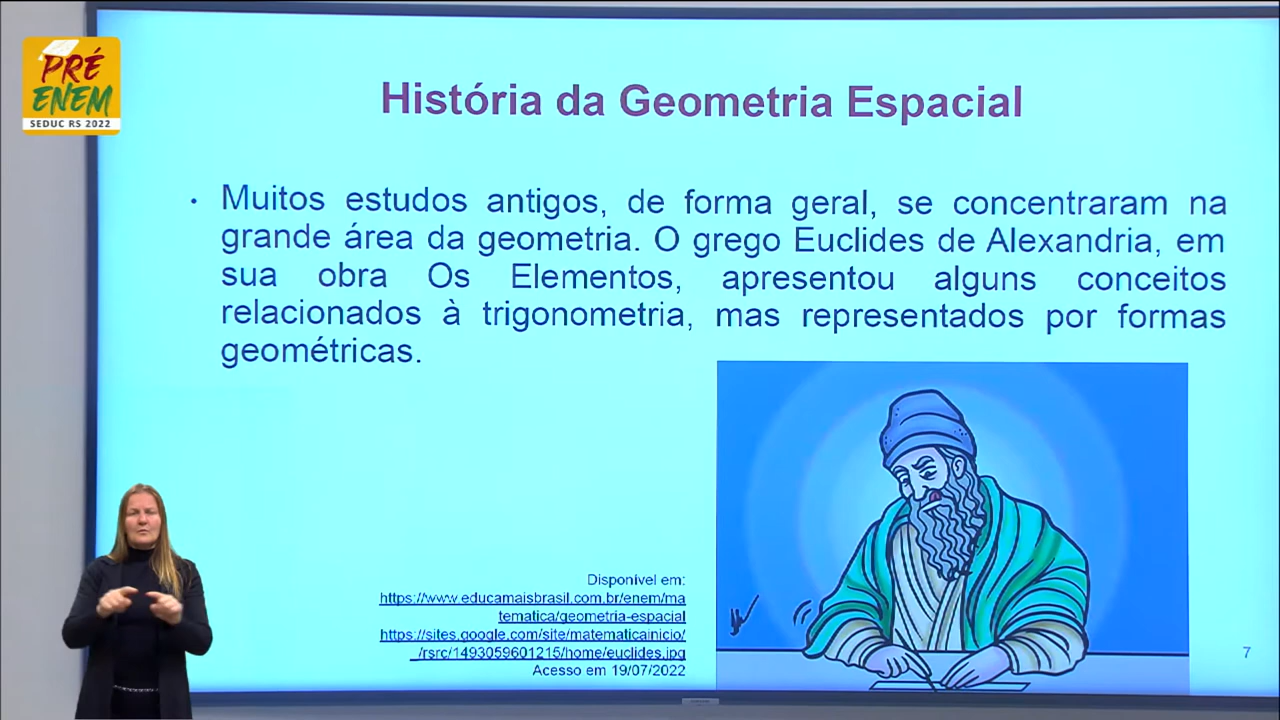 PRÉ
ENEM
SEDUC RS 2022
História da Geometria Espacial
• Muitos estudos antigos, de forma geral, se concentraram na
grande área da geometria. O grego Euclides de Alexandria, em
sua obra Os Elementos, apresentou alguns conceitos
relacionados à trigonometria, mas representados por formas
geométricas.
Disponível em:
https://www.educamaisbrasil.com.br/enem/ma
tematica/geometria-espacial
https://sites.google.com/site/matematicainicio/
_/rsrc/1493059601215/home/euclides.jpg
Acesso em 19/07/2022
7